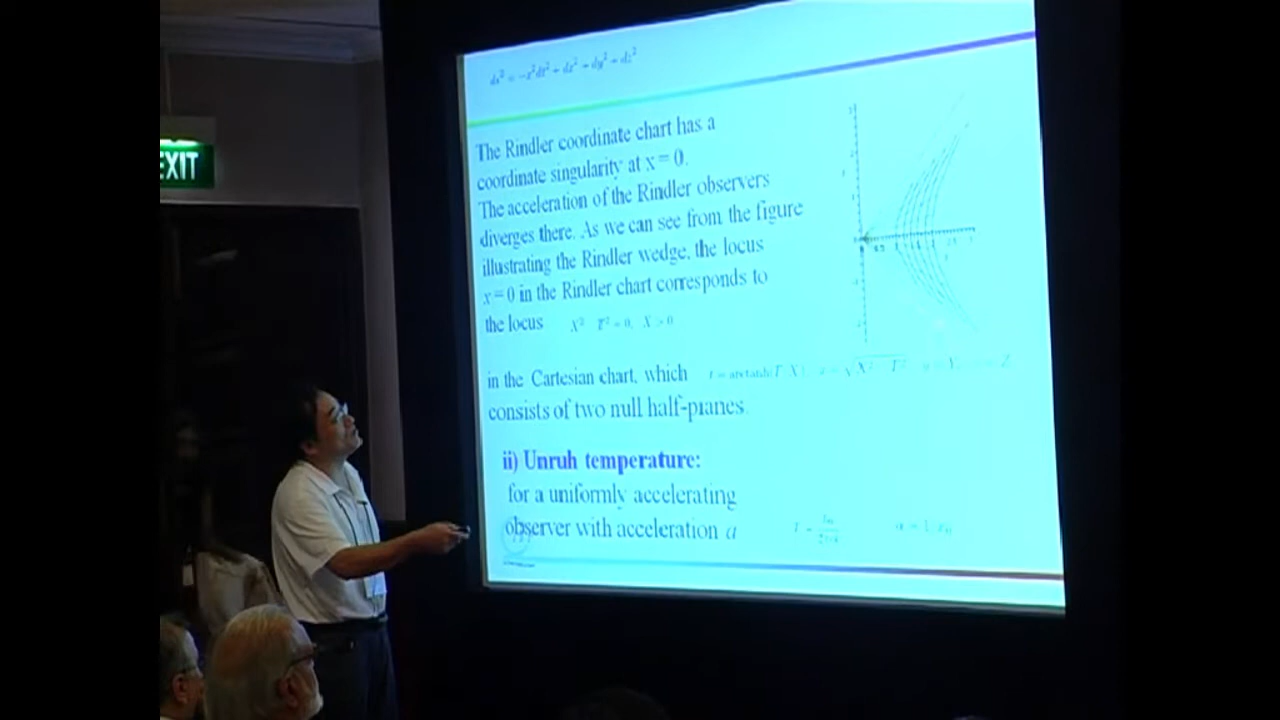 EXIT
The Rindler coordinate chart has a
coordinate singularity at x = 0.
The acceleration of the Rindler observers
diverges there. As we can see from the figure
illustrating the Rindler wedge, the locus
x = 0 in the Rindler chart corresponds to
the locus
in the Cartesian chart, which
consists of two null half-planes.
ii) Unruh temperature:
for a uniformly accelerating
observer with acceleration a